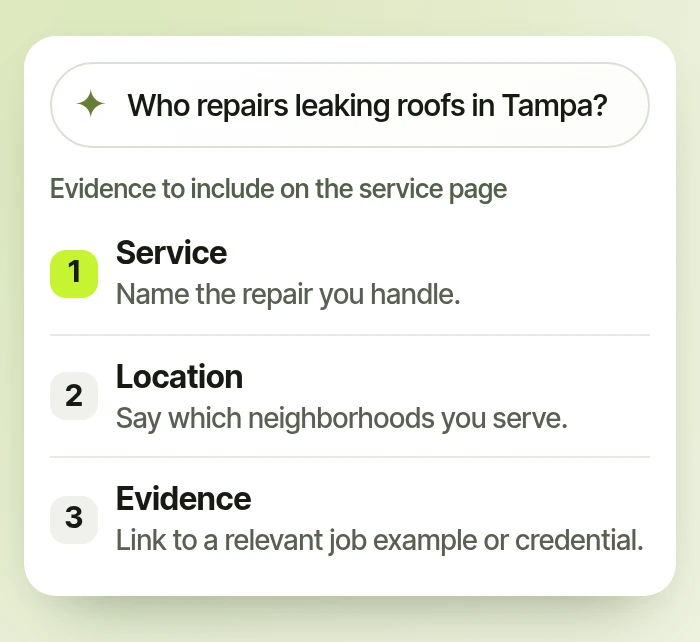 Who repairs leaking roofs in Tampa?
Evidence to include on the service page
1
Service
Name the repair you handle.
2
Location
Say which neighborhoods you serve.
3
Evidence
Link to a relevant job example or credential.